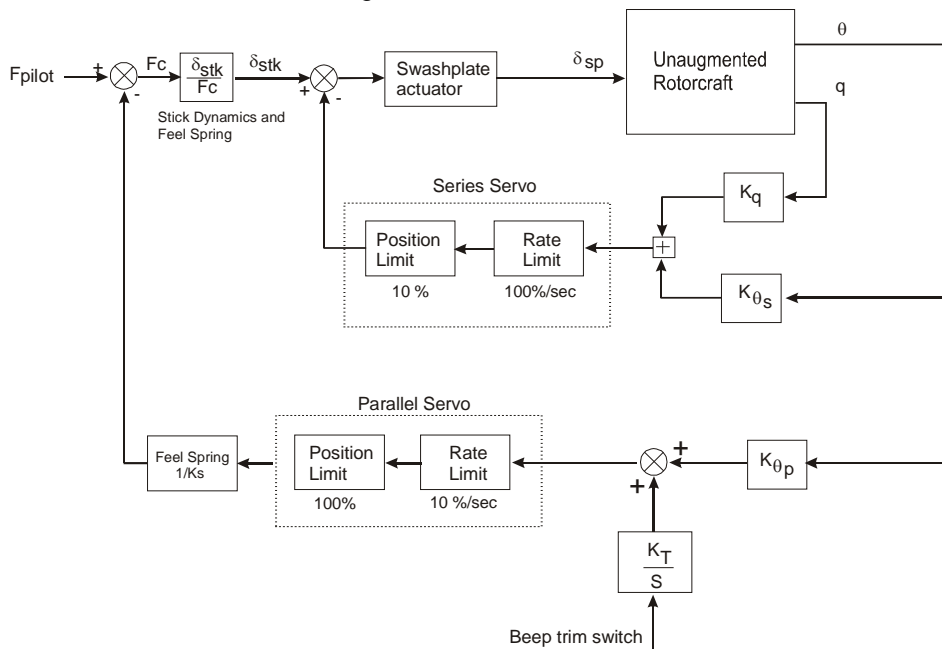 θ
Fpilot
+
-
Fc
δstk
Fc
δstk
+
-
Swashplate
actuator
δsp
Unaugmented
Rotorcraft
q
Stick Dynamics and
Feel Spring
Series Servo
Kq
Position
Limit
Rate
Limit
+
10 %
100%/sec
Kθs
Parallel Servo
Feel Spring
1/Ks
Position
Limit
Rate
Limit
100%
10 %/sec
+
+
Kθp
KT
S
Beep trim switch